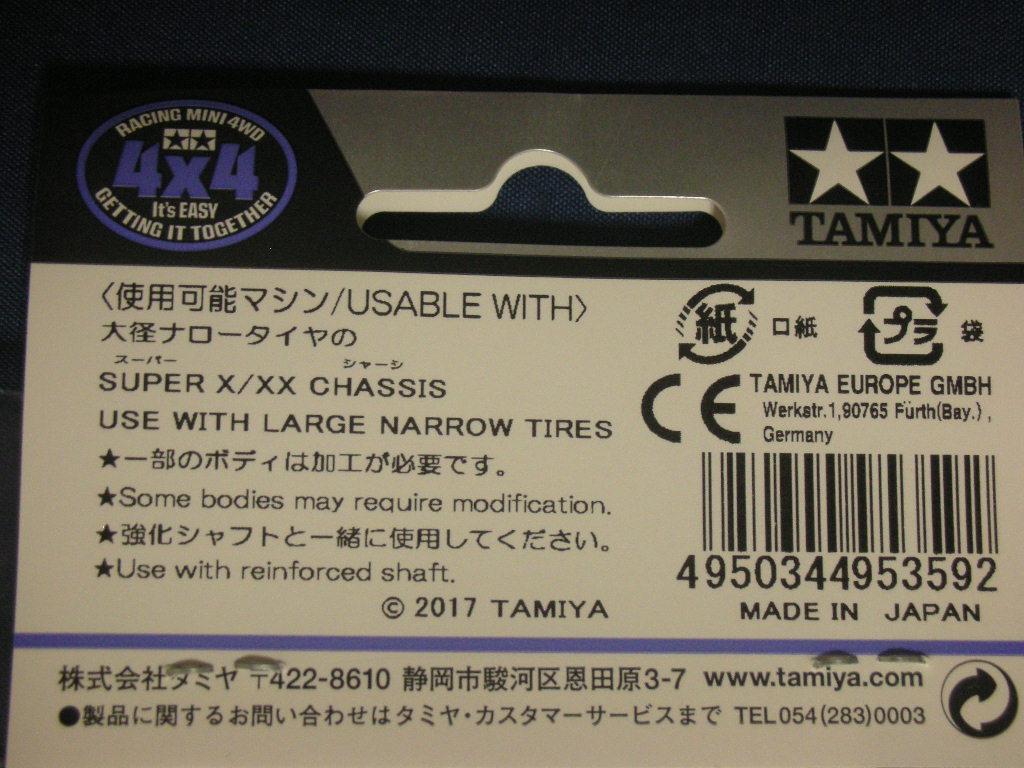 RACING MINI 4WD
4x4
It's EASY
GETTING IT TOGETHER
TAMIYA
〈使用可能マシン/USABLE WITH〉
大径ナロータイヤの
スーパー シャーシ
SUPER X/XX CHASSIS
USE WITH LARGE NARROW TIRES
★一部のボディは加工が必要です。
★Some bodies may require modification.
★強化シャフトと一緒に使用してください。
★Use with reinforced shaft.
© 2017 TAMIYA
紙 口紙 プラ 袋
CE TAMIYA EUROPE GMBH
Werkstr.1,90765 Fürth(Bay.),
Germany
4950344953592
MADE IN JAPAN
株式会社タミヤ 〒422-8610 静岡市駿河区恩田原3-7 www.tamiya.com
●製品に関するお問い合わせはタミヤ・カスタマーサービスまで TEL054(283)0003